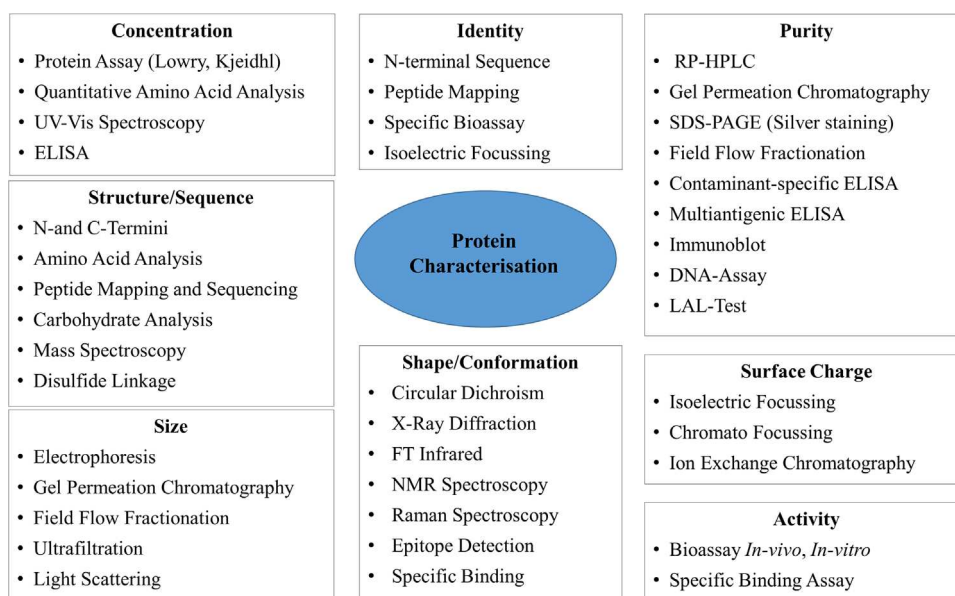 Concentration
• Protein Assay (Lowry, Kjeidhl)
• Quantitative Amino Acid Analysis
• UV-Vis Spectroscopy
• ELISA
Structure/Sequence
• N-and C-Termini
• Amino Acid Analysis
• Peptide Mapping and Sequencing
• Carbohydrate Analysis
• Mass Spectroscopy
• Disulfide Linkage
Size
• Electrophoresis
• Gel Permeation Chromatography
• Field Flow Fractionation
• Ultrafiltration
• Light Scattering
Identity
• N-terminal Sequence
• Peptide Mapping
• Specific Bioassay
• Isoelectric Focussing
Protein
Characterisation
Shape/Conformation
• Circular Dichroism
• X-Ray Diffraction
• FT Infrared
• NMR Spectroscopy
• Raman Spectroscopy
• Epitope Detection
• Specific Binding
Purity
• RP-HPLC
• Gel Permeation Chromatography
• SDS-PAGE (Silver staining)
• Field Flow Fractionation
• Contaminant-specific ELISA
• Multiantigenic ELISA
• Immunoblot
• DNA-Assay
• LAL-Test
Surface Charge
• Isoelectric Focussing
• Chromato Focussing
• Ion Exchange Chromatography
Activity
• Bioassay In-vivo, In-vitro
• Specific Binding Assay